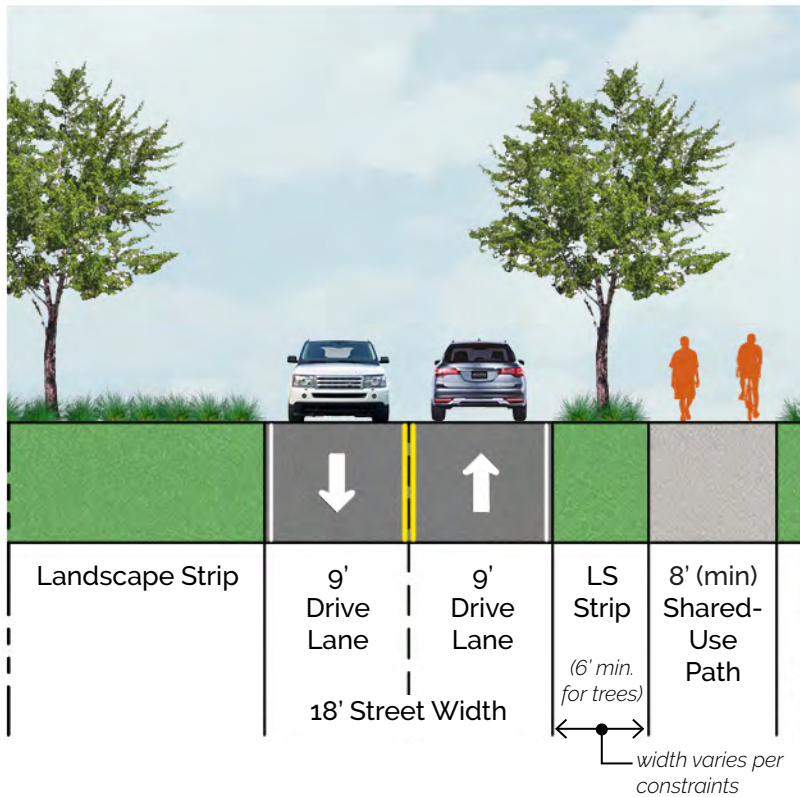 Landscape Strip
9'
Drive
Lane
9'
Drive
Lane
18' Street Width
LS
Strip
(6' min.
for trees)
8' (min)
Shared-
Use
Path
width varies per
constraints